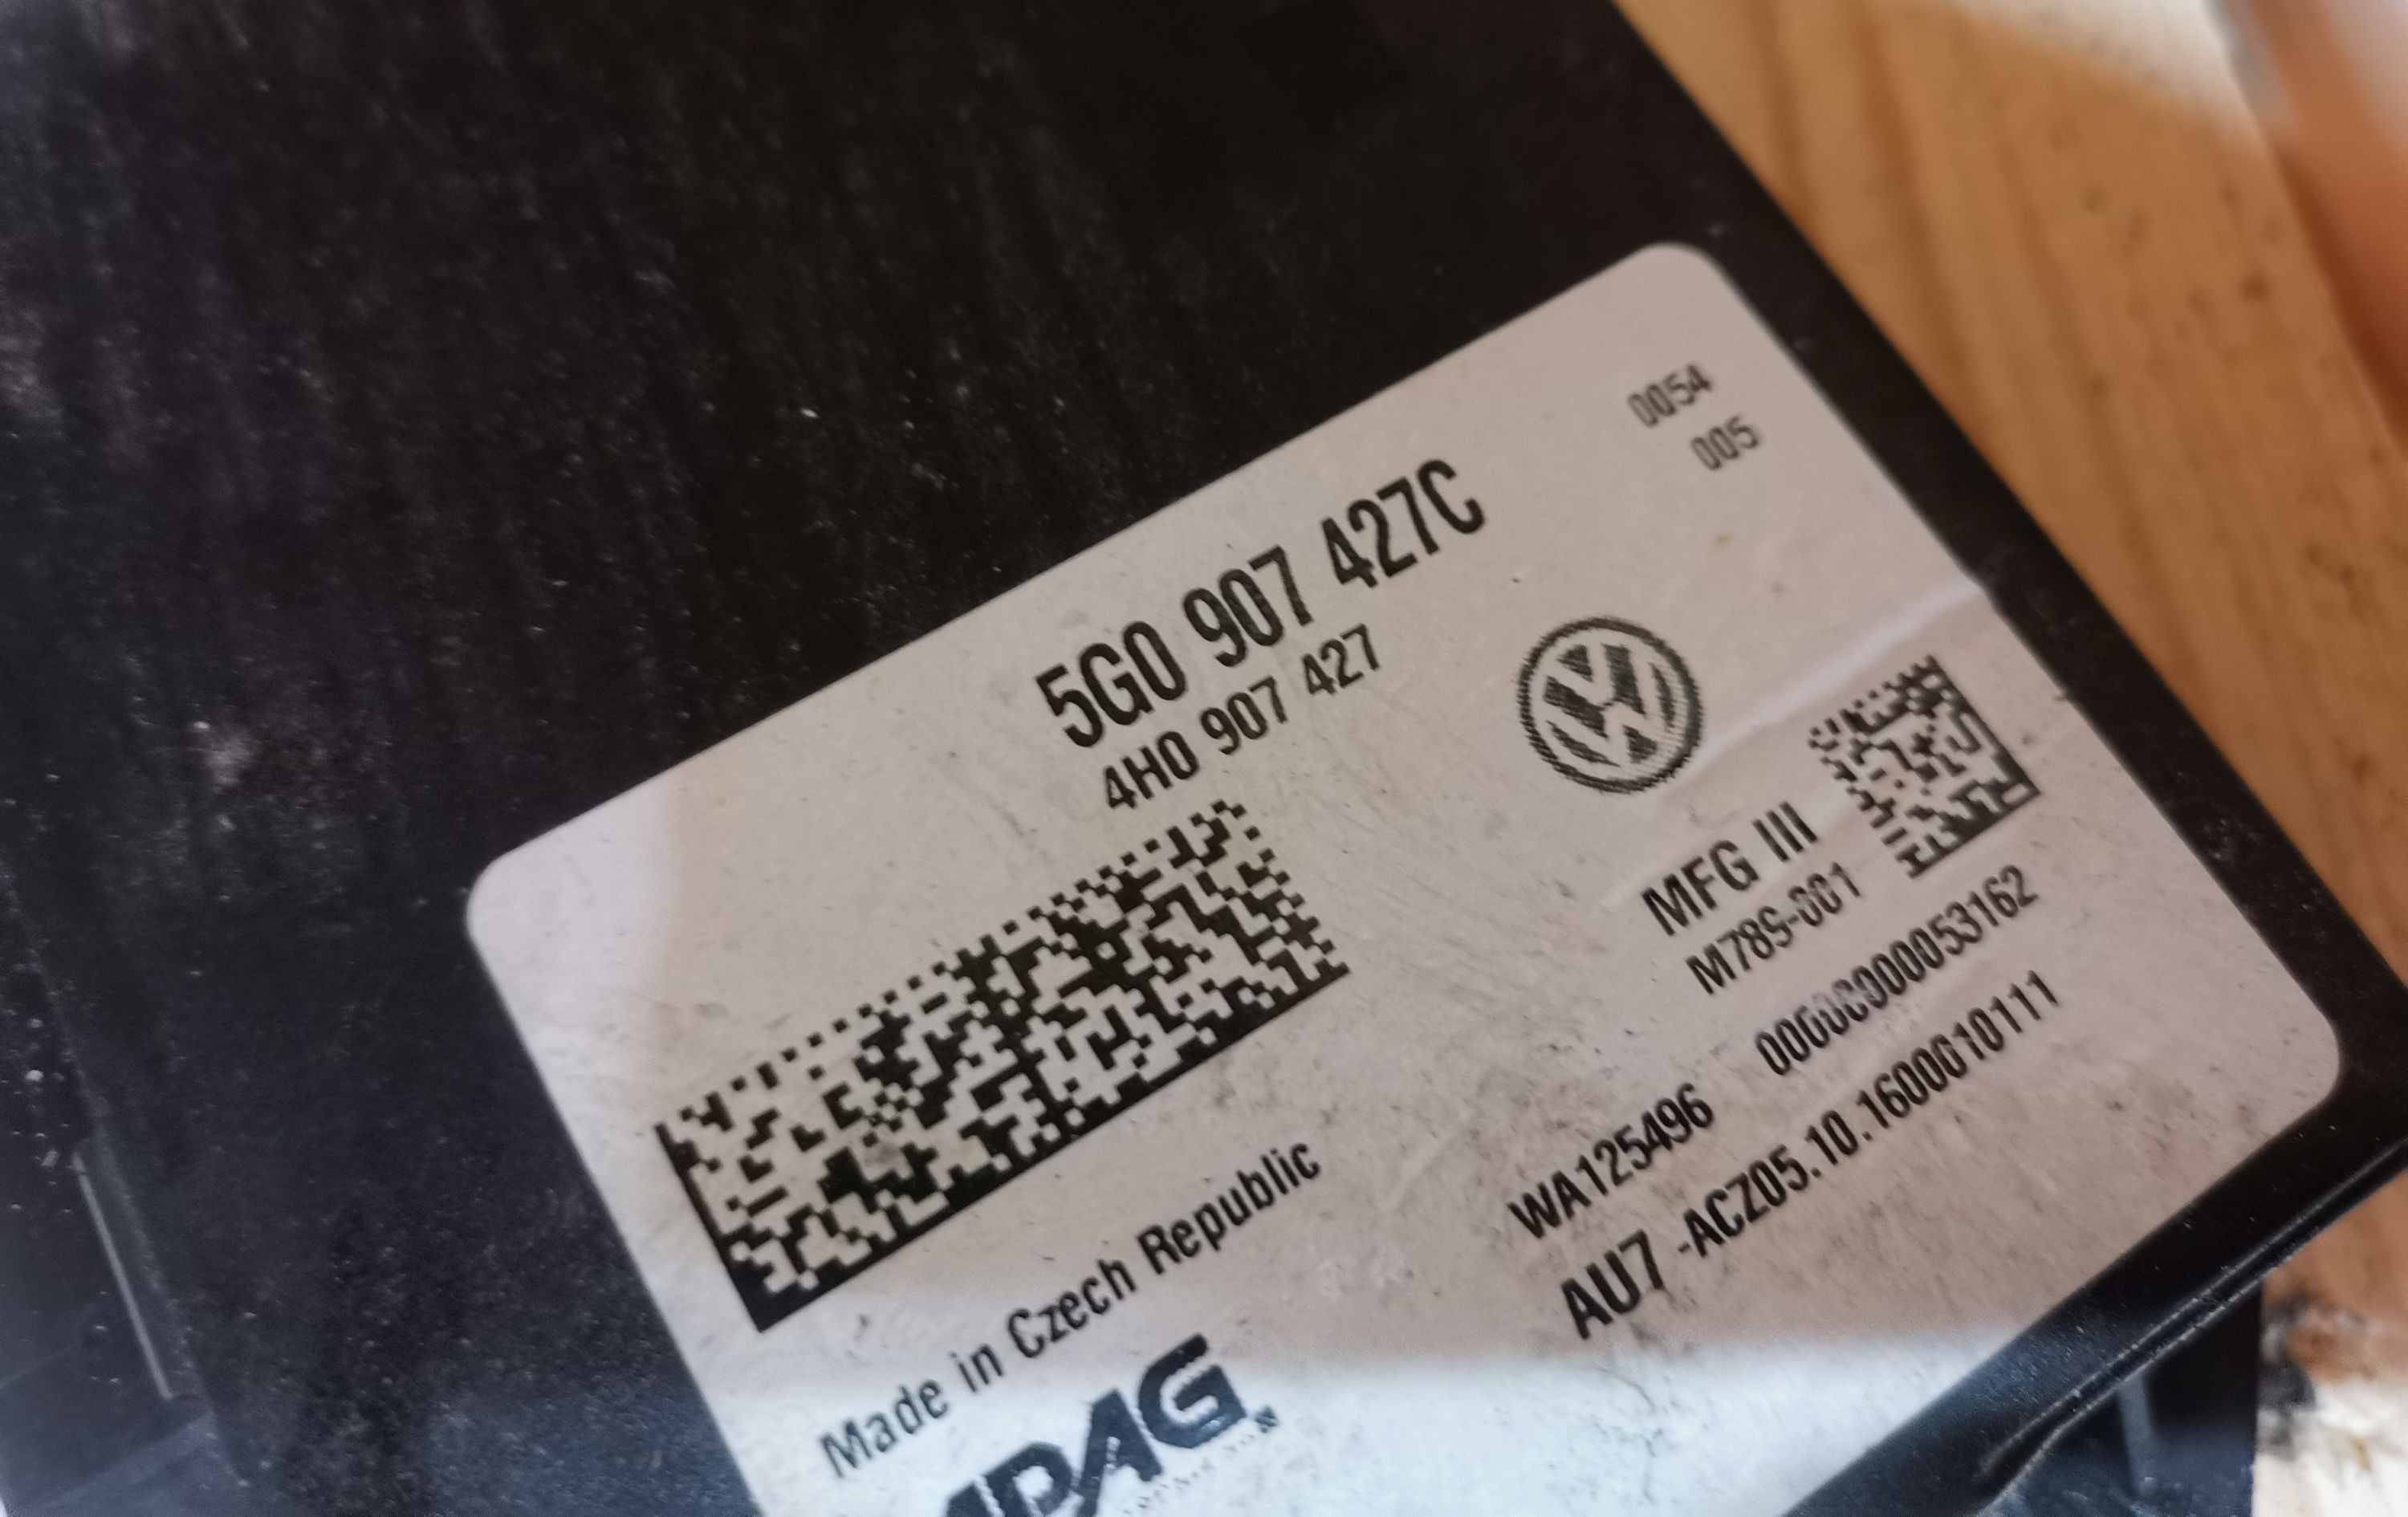 0054
005
5G0 907 427C
4H0 907 427
MFG III
M789-001
WA125496 0000000000053162
AU7 -ACZ05.10.1600010111
Made in Czech Republic